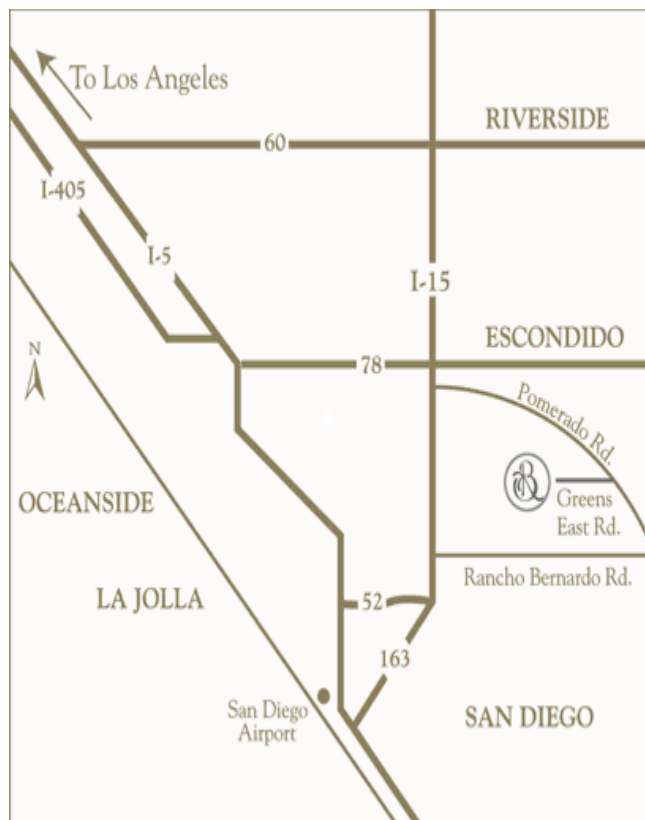 To Los Angeles
RIVERSIDE
60
I-405
I-5
I-15
ESCONDIDO
N
78
Pomerado Rd.
OCEANSIDE
Greens
East Rd.
Rancho Bernardo Rd.
LA JOLLA
52
163
San Diego
Airport
SAN DIEGO